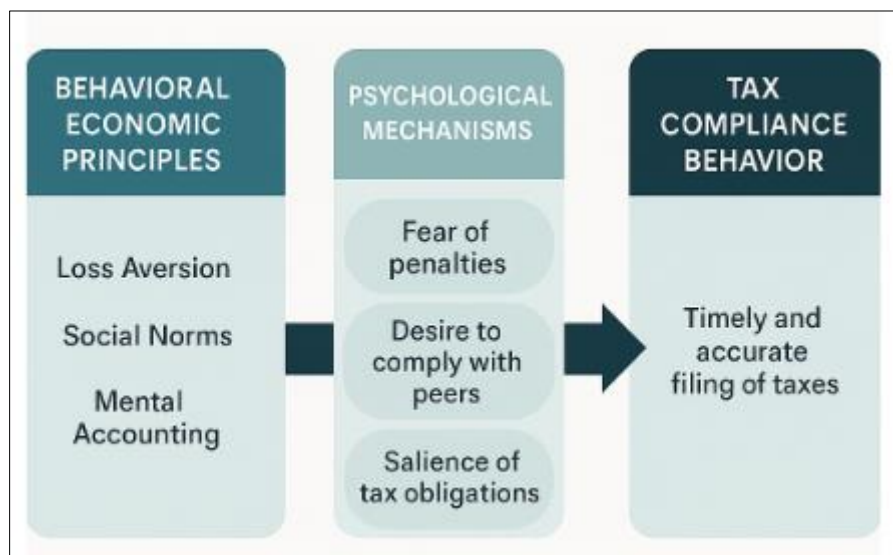 BEHAVIORAL
ECONOMIC
PRINCIPLES
Loss Aversion
Social Norms
Mental
Accounting
PSYCHOLOGICAL
MECHANISMS
Fear of
penalties
Desire to
comply with
peers
Salience of
tax obligations
TAX
COMPLIANCE
BEHAVIOR
Timely and
accurate
filing of taxes